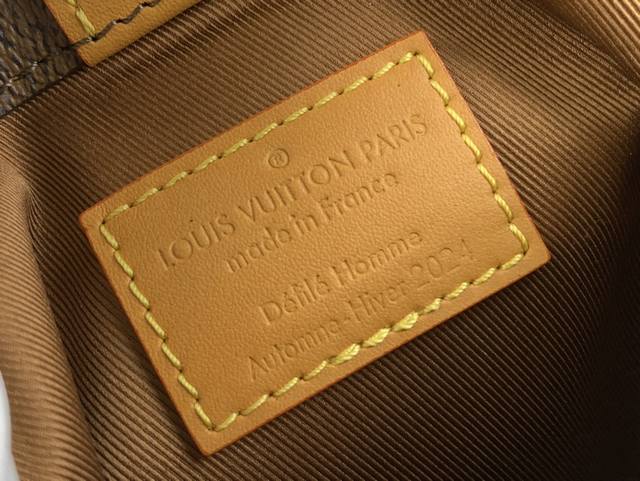 ®
LOUIS VUITTON PARIS
made in France
Défilé Homme
Automne-Hiver 2024